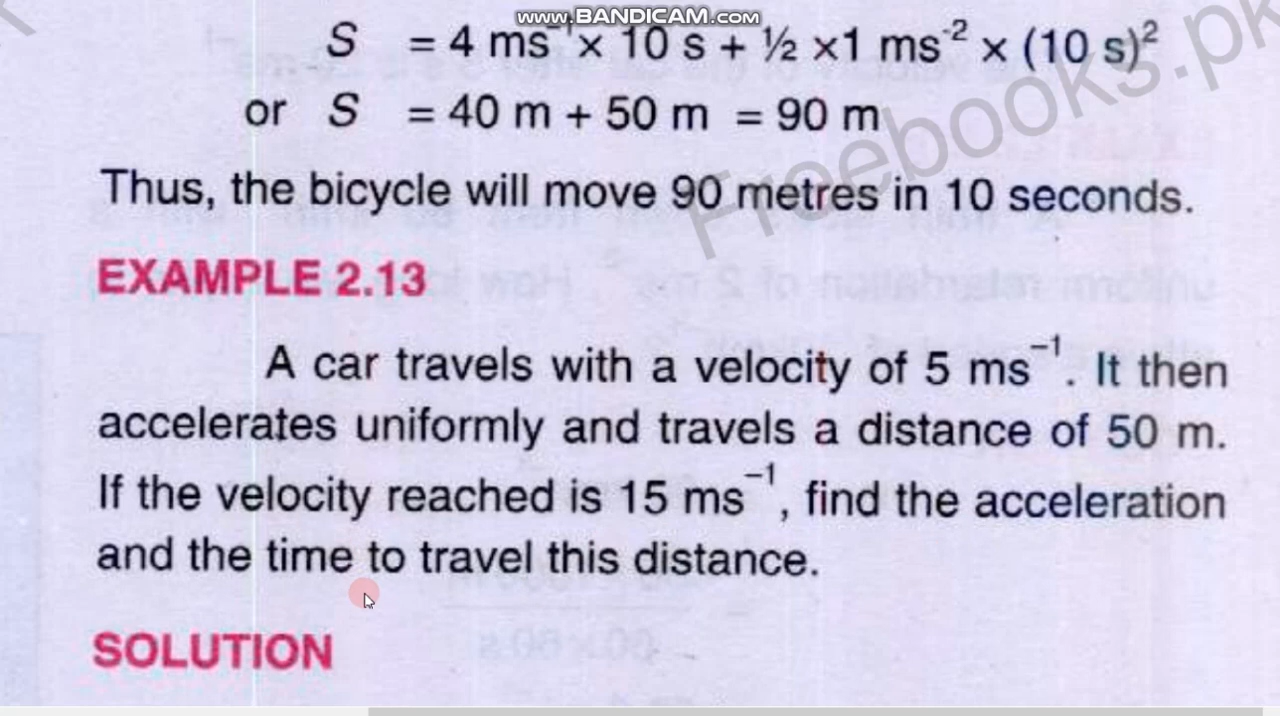 www.BANDICAM.com
S = 4 ms⁻¹ x 10 s + ½ x1 ms⁻² x (10 s)²
or S = 40 m + 50 m = 90 m
Thus, the bicycle will move 90 metres in 10 seconds.
EXAMPLE 2.13
A car travels with a velocity of 5 ms⁻¹. It then
accelerates uniformly and travels a distance of 50 m.
If the velocity reached is 15 ms⁻¹, find the acceleration
and the time to travel this distance.
SOLUTION
Freebooks.pk